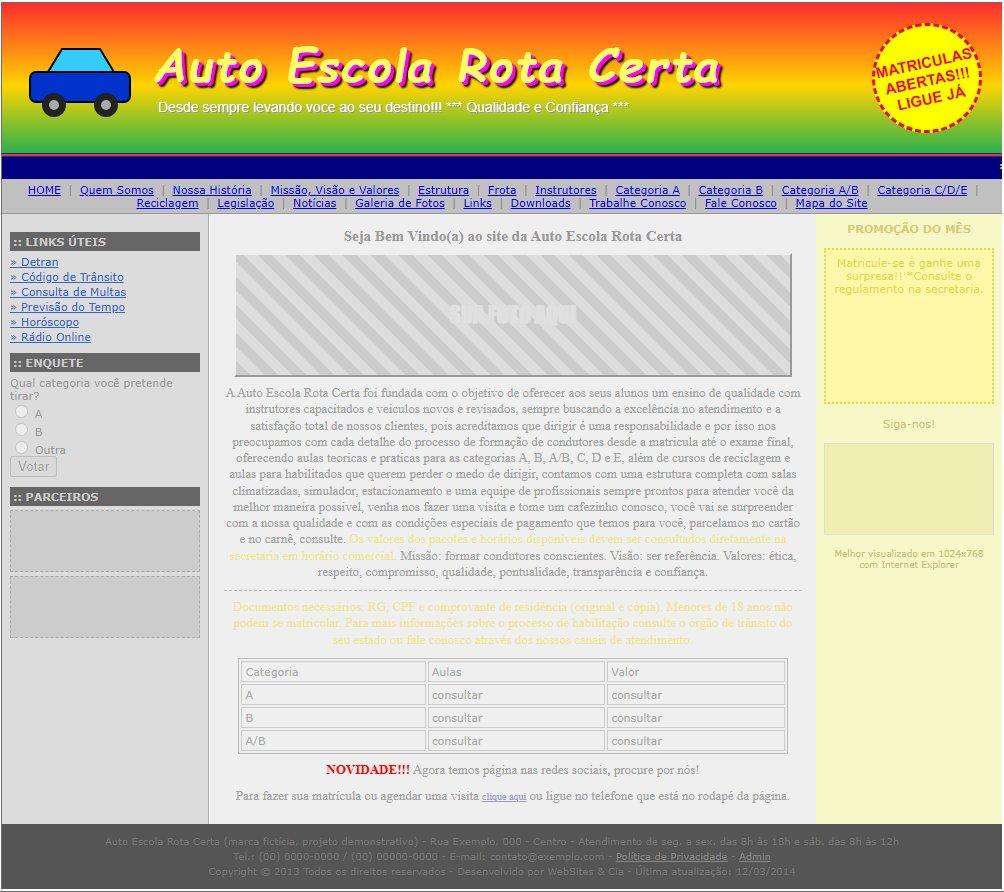 Auto Escola Rota Certa
Desde sempre levando voce ao seu destino!!! *** Qualidade e Confiança ***
MATRICULAS
ABERTAS!!!
LIGUE JÁ
HOME | Quem Somos | Nossa História | Missão, Visão e Valores | Estrutura | Frota | Instrutores | Categoria A | Categoria B | Categoria A/B | Categoria C/D/E |
Reciclagem | Legislação | Notícias | Galeria de Fotos | Links | Downloads | Trabalhe Conosco | Fale Conosco | Mapa do Site
:: LINKS ÚTEIS
» Detran
» Código de Trânsito
» Consulta de Multas
» Previsão do Tempo
» Horóscopo
» Rádio Online
:: ENQUETE
Qual categoria você pretende
tirar?
A
B
Outra
Votar
:: PARCEIROS
Seja Bem Vindo(a) ao site da Auto Escola Rota Certa
SUA FOTO AQUI
A Auto Escola Rota Certa foi fundada com o objetivo de oferecer aos seus alunos um ensino de qualidade com
instrutores capacitados e veiculos novos e revisados, sempre buscando a excelência no atendimento e a
satisfação total de nossos clientes, pois acreditamos que dirigir é uma responsabilidade e por isso nos
preocupamos com cada detalhe do processo de formação de condutores desde a matricula até o exame final,
oferecendo aulas teoricas e praticas para as categorias A, B, A/B, C, D e E, além de cursos de reciclagem e
aulas para habilitados que querem perder o medo de dirigir, contamos com uma estrutura completa com salas
climatizadas, simulador, estacionamento e uma equipe de profissionais sempre prontos para atender você da
melhor maneira possivel, venha nos fazer uma visita e tome um cafezinho conosco, você vai se surpreender
com a nossa qualidade e com as condições especiais de pagamento que temos para você, parcelamos no cartão
e no carnê, consulte. Os valores dos pacotes e horários disponíveis devem ser consultados diretamente na
secretaria em horário comercial. Missão: formar condutores conscientes. Visão: ser referência. Valores: ética,
respeito, compromisso, qualidade, pontualidade, transparência e confiança.
Documentos necessários: RG, CPF e comprovante de residência (original e cópia). Menores de 18 anos não
podem se matricular. Para mais informações sobre o processo de habilitação consulte o orgão de trânsito do
seu estado ou fale conosco através dos nossos canais de atendimento.
Categoria Aulas Valor
A consultar consultar
B consultar consultar
A/B consultar consultar
NOVIDADE!!! Agora temos página nas redes sociais, procure por nós!
Para fazer sua matrícula ou agendar uma visita clique aqui ou ligue no telefone que está no rodapé da página.
PROMOÇÃO DO MÊS
Matricule-se e ganhe uma
surpresa!! *Consulte o
regulamento na secretaria.
Siga-nos!
Melhor visualizado em 1024x768
com Internet Explorer
Auto Escola Rota Certa (marca fictícia, projeto demonstrativo) - Rua Exemplo, 000 - Centro - Atendimento de seg. a sex. das 8h às 18h e sáb. das 8h às 12h
Tel.: (00) 0000-0000 / (00) 00000-0000 - E-mail: contato@exemplo.com - Política de Privacidade - Admin
Copyright © 2013 Todos os direitos reservados - Desenvolvido por WebSites & Cia - Última atualização: 12/03/2014